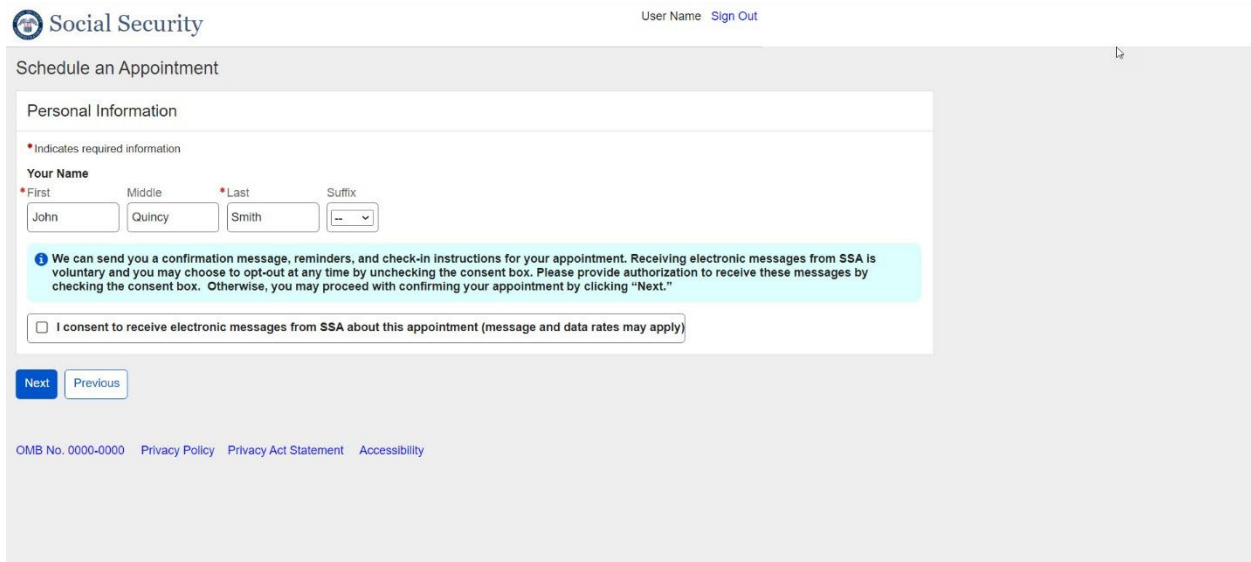 Social Security
User Name Sign Out
Schedule an Appointment
Personal Information
*Indicates required information
Your Name
*First Middle *Last Suffix
John Quincy Smith --
We can send you a confirmation message, reminders, and check-in instructions for your appointment. Receiving electronic messages from SSA is
voluntary and you may choose to opt-out at any time by unchecking the consent box. Please provide authorization to receive these messages by
checking the consent box. Otherwise, you may proceed with confirming your appointment by clicking “Next.”
I consent to receive electronic messages from SSA about this appointment (message and data rates may apply)
Next Previous
OMB No. 0000-0000 Privacy Policy Privacy Act Statement Accessibility